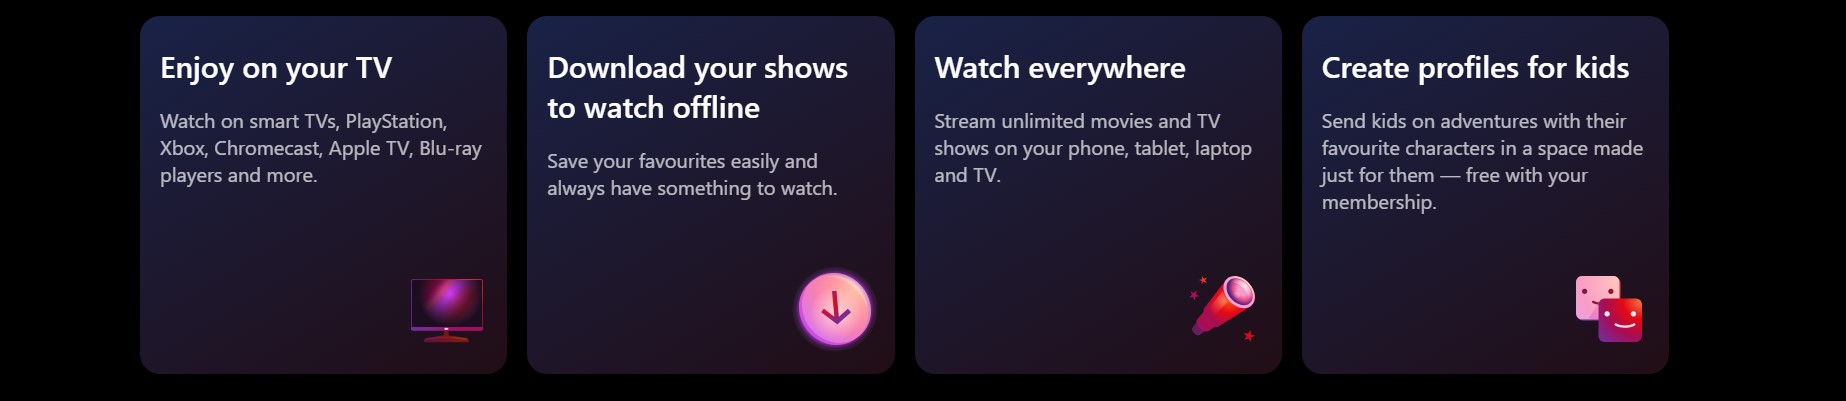 Enjoy on your TV
Watch on smart TVs, PlayStation,
Xbox, Chromecast, Apple TV, Blu-ray
players and more.
Download your shows
to watch offline
Save your favourites easily and
always have something to watch.
Watch everywhere
Stream unlimited movies and TV
shows on your phone, tablet, laptop
and TV.
Create profiles for kids
Send kids on adventures with their
favourite characters in a space made
just for them — free with your
membership.